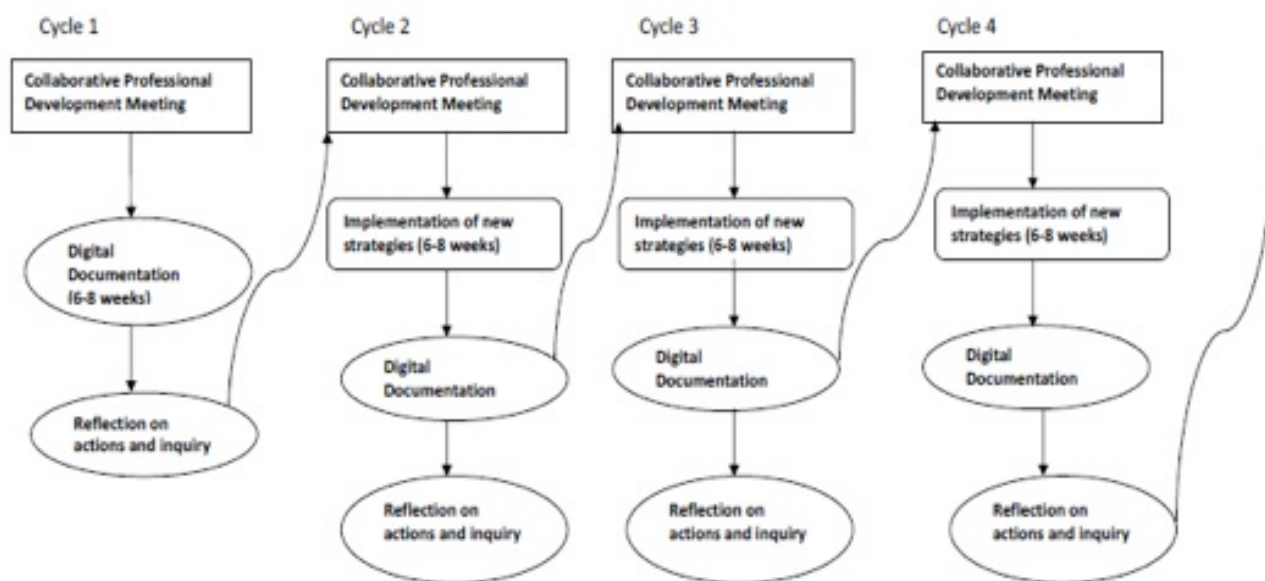 Cycle 1
Collaborative Professional
Development Meeting
Digital
Documentation
(6-8 weeks)
Reflection on
actions and inquiry
Cycle 2
Collaborative Professional
Development Meeting
Implementation of new
strategies (6-8 weeks)
Digital
Documentation
Reflection on
actions and inquiry
Cycle 3
Collaborative Professional
Development Meeting
Implementation of new
strategies (6-8 weeks)
Digital
Documentation
Reflection on
actions and inquiry
Cycle 4
Collaborative Professional
Development Meeting
Implementation of new
strategies (6-8 weeks)
Digital
Documentation
Reflection on
actions and inquiry